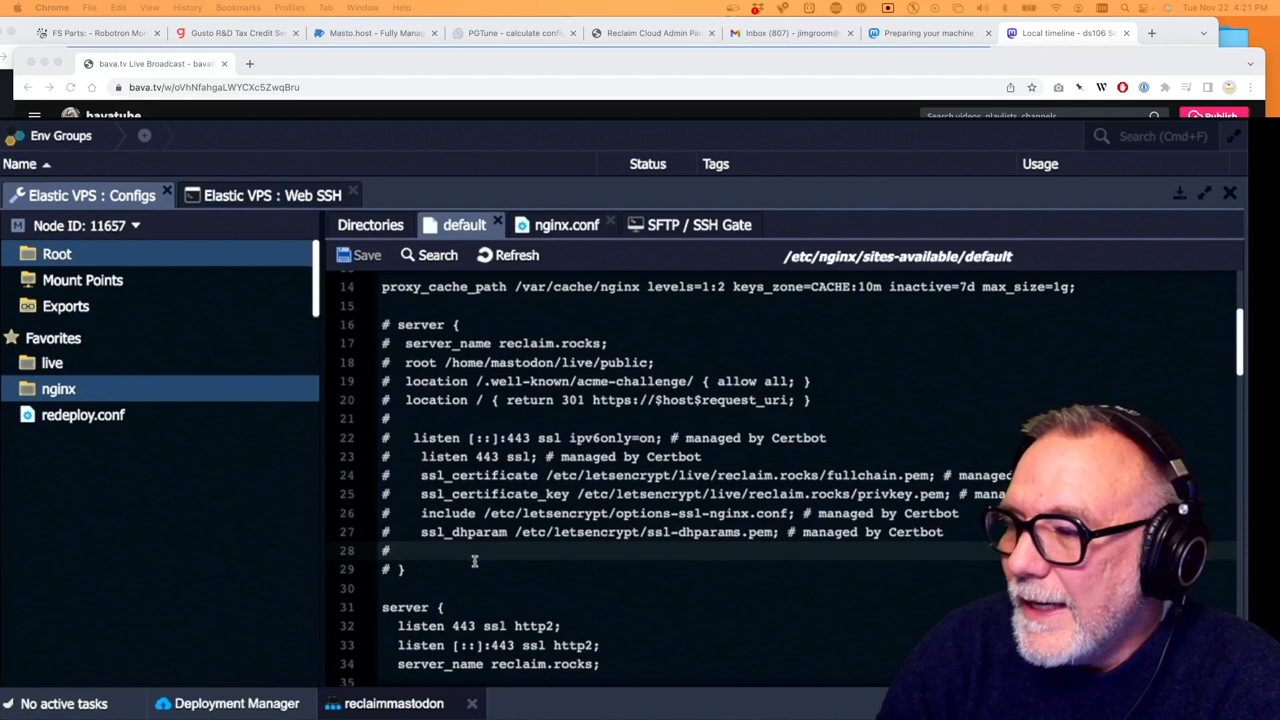 Chrome File Edit View History Bookmarks Profiles Tab Window Help Tue Nov 22 4:21 PM
FS Parts: - Robotron M Gusto R&D Tax Credit Se Masto.host - Fully Manag PGTune - calculate config Reclaim Cloud Admin Pa Inbox (807) - jimgroom@ Preparing your machine Local timeline - ds106 Sc
bava.tv Live Broadcast - bavat
bava.tv/w/oVhNfahgaLWYCXc5ZwqBru
bavatube Search videos, playlists, channels, Publish
Env Groups Search (Cmd+F)
Name Status Tags Usage
Elastic VPS : Configs Elastic VPS : Web SSH
Node ID: 11657 Directories default nginx.conf SFTP / SSH Gate
Root
Mount Points
Exports
Favorites
live
nginx
redeploy.conf
Save Search Refresh /etc/nginx/sites-available/default
14 proxy_cache_path /var/cache/nginx levels=1:2 keys_zone=CACHE:10m inactive=7d max_size=1g;
15
16 # server {
17 # server_name reclaim.rocks;
18 # root /home/mastodon/live/public;
19 # location /.well-known/acme-challenge/ { allow all; }
20 # location / { return 301 https://$host$request_uri; }
21 #
22 # listen [::]:443 ssl ipv6only=on; # managed by Certbot
23 # listen 443 ssl; # managed by Certbot
24 # ssl_certificate /etc/letsencrypt/live/reclaim.rocks/fullchain.pem; # managed
25 # ssl_certificate_key /etc/letsencrypt/live/reclaim.rocks/privkey.pem; # ma
26 # include /etc/letsencrypt/options-ssl-nginx.conf; # managed by Certbot
27 # ssl_dhparam /etc/letsencrypt/ssl-dhparams.pem; # managed by Certbot
28 #
29 # }
30
31 server {
32 listen 443 ssl http2;
33 listen [::]:443 ssl http2;
34 server_name reclaim.rocks;
35
No active tasks Deployment Manager reclaimmastodon